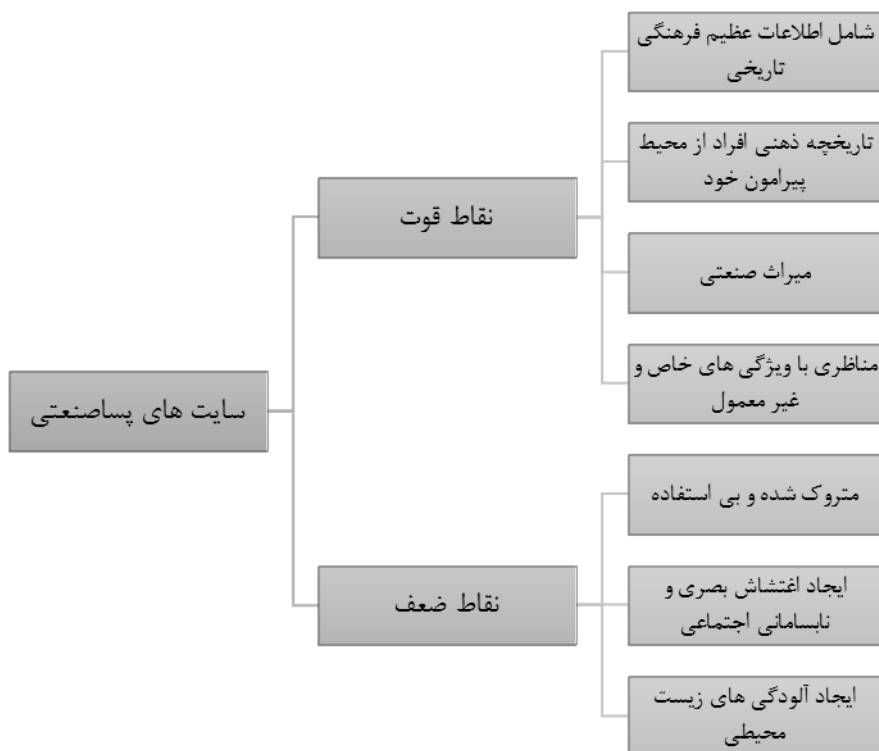 سایت های پساصنعتی
نقاط قوت
شامل اطلاعات عظیم فرهنگی
تاریخی
تاریخچه ذهنی افراد از محیط
پیرامون خود
میراث صنعتی
مناظری با ویژگی های خاص و
غیر معمول
نقاط ضعف
متروک شده و بی استفاده
ایجاد اغتشاش بصری و
نابسامانی اجتماعی
ایجاد آلودگی های زیست
محیطی